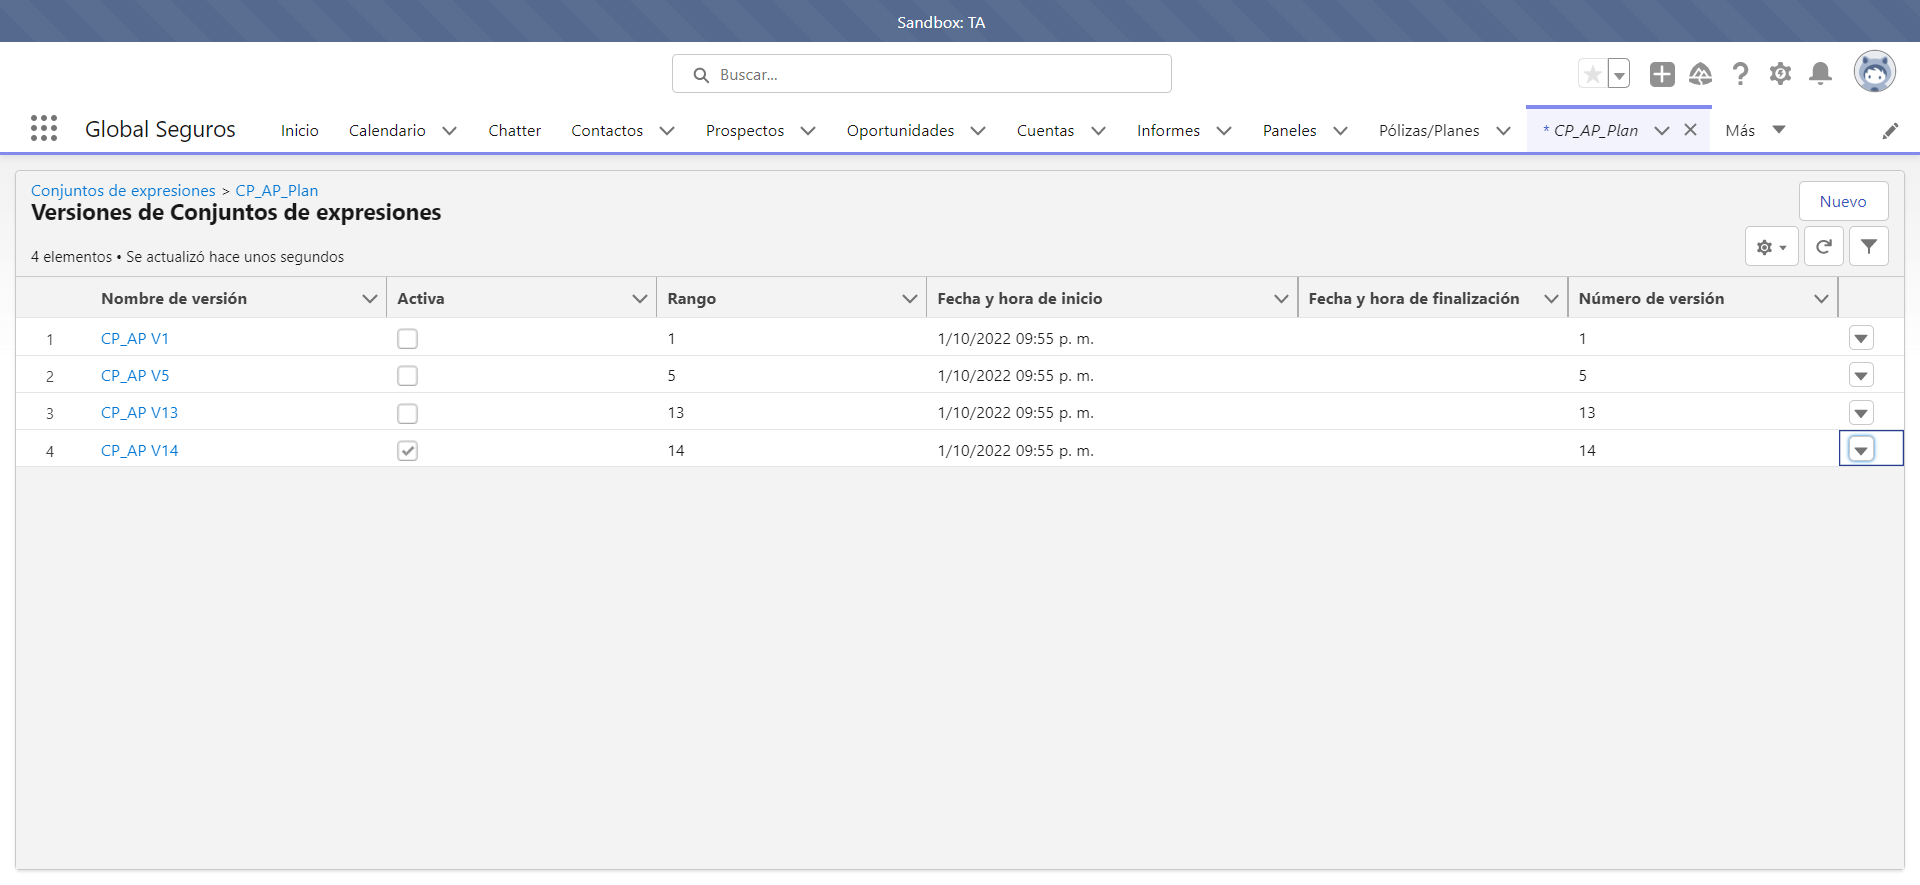 Sandbox: TA
Buscar...
Global Seguros
Inicio
Calendario
Chatter
Contactos
Prospectos
Oportunidades
Cuentas
Informes
Paneles
Pólizas/Planes
* CP_AP_Plan
Más
Conjuntos de expresiones > CP_AP_Plan
Versiones de Conjuntos de expresiones
Nuevo
4 elementos • Se actualizó hace unos segundos
Nombre de versión Activa Rango Fecha y hora de inicio Fecha y hora de finalización Número de versión
1 CP_AP V1 1 1/10/2022 09:55 p. m. 1
2 CP_AP V5 5 1/10/2022 09:55 p. m. 5
3 CP_AP V13 13 1/10/2022 09:55 p. m. 13
4 CP_AP V14 14 1/10/2022 09:55 p. m. 14